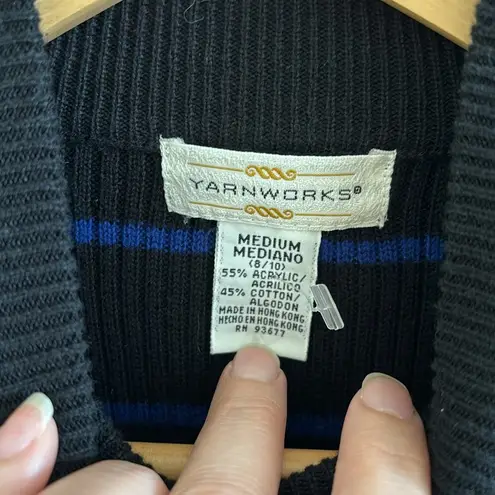 YARNWORKS®
MEDIUM
MEDIANO
(8/10)
55% ACRYLIC/
ACRILICO
45% COTTON/
ALGODON
MADE IN HONG KONG
HECHO EN HONG KONG
RN 93677